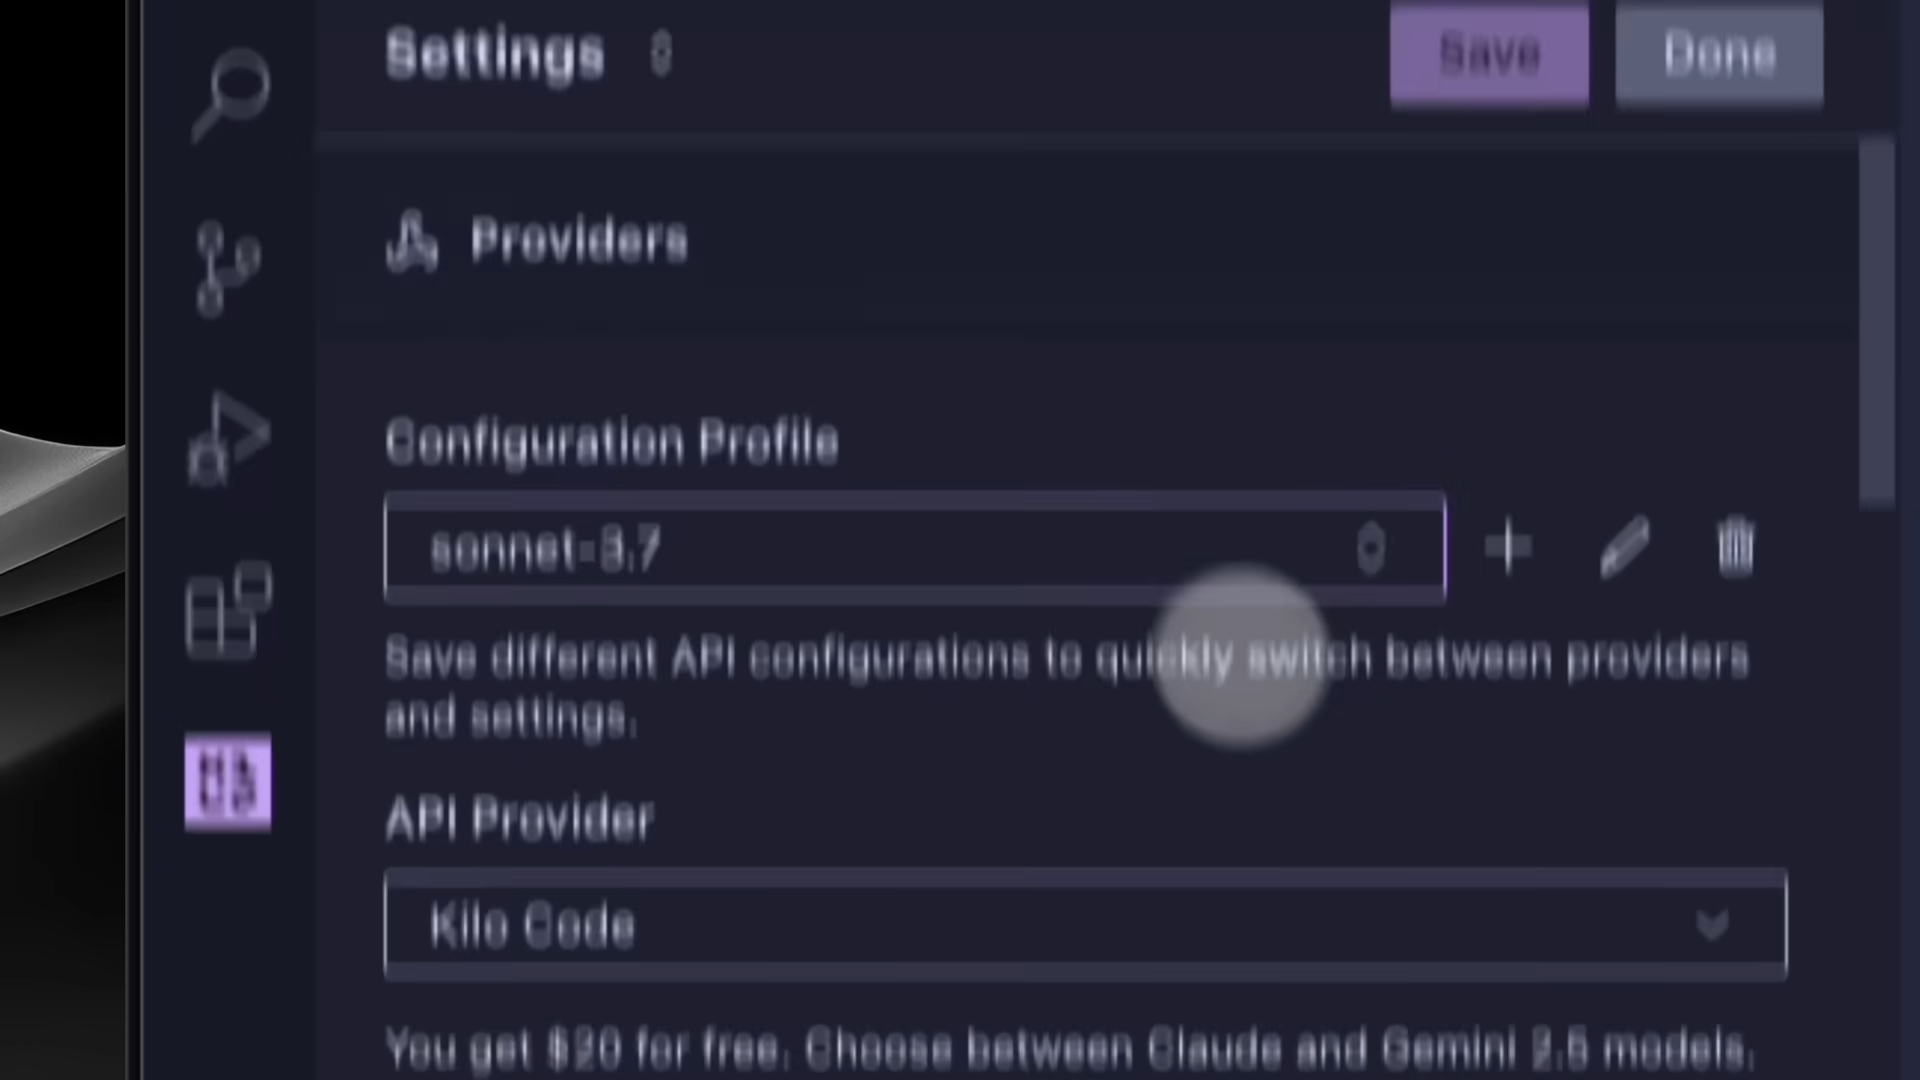 Settings
Save
Done
Providers
Configuration Profile
sonnet-3.7
Save different API configurations to quickly switch between providers
and settings.
API Provider
Kilo Code
You get $20 for free. Choose between Claude and Gemini 2.5 models.